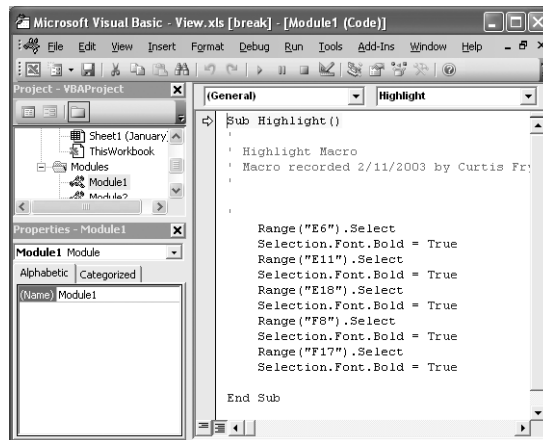 Microsoft Visual Basic - View.xls [break] - [Module1 (Code)]
File Edit View Insert Format Debug Run Tools Add-Ins Window Help
Project - VBAProject
(General) Highlight
Sheet1 (January
ThisWorkbook
Modules
Module1
Module2
Properties - Module1
Module1 Module
Alphabetic Categorized
(Name) Module1
Sub Highlight()
'
' Highlight Macro
' Macro recorded 2/11/2003 by Curtis Fry
'
'
Range("E6").Select
Selection.Font.Bold = True
Range("E11").Select
Selection.Font.Bold = True
Range("E18").Select
Selection.Font.Bold = True
Range("F8").Select
Selection.Font.Bold = True
Range("F17").Select
Selection.Font.Bold = True
End Sub